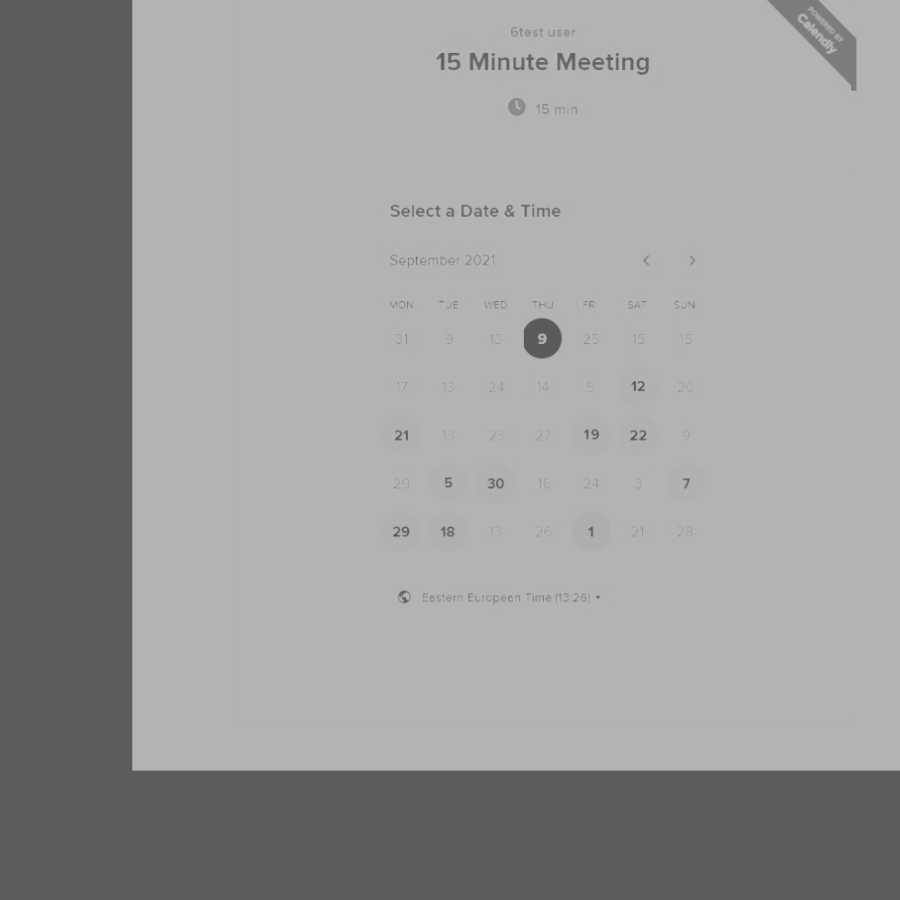 6test user
15 Minute Meeting
15 min
POWERED BY
Calendly
Select a Date & Time
September 2021
MON TUE WED THU FRI SAT SUN
31 9 13 9 25 15 15
17 13 24 14 5 12 20
21 13 23 27 19 22 9
29 5 30 16 24 3 7
29 18 13 26 1 21 28
Eastern European Time (13:26)